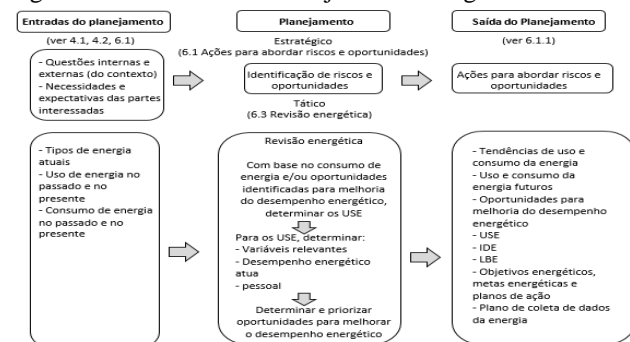 Entradas do planejamento
(ver 4.1, 4.2, 6.1)
- Questões internas e
externas (do contexto)
- Necessidades e
expectativas das partes
interessadas
- Tipos de energia
atuais
- Uso de energia no
passado e no
presente
- Consumo de energia
no passado e no
presente
Planejamento
Estratégico
(6.1 Ações para abordar riscos e oportunidades)
Identificação de riscos e
oportunidades
Tático
(6.3 Revisão energética)
Revisão energética
Com base no consumo de
energia e/ou oportunidades
identificadas para melhoria
do desempenho energético,
determinar os USE
Para os USE, determinar:
- Variáveis relevantes
- Desempenho energético
atua
- pessoal
Determinar e priorizar
oportunidades para melhorar
o desempenho energético
Saída do Planejamento
(ver 6.1.1)
Ações para abordar riscos e
oportunidades
- Tendências de uso e
consumo da energia
- Uso e consumo da
energia futuros
- Oportunidades para
melhoria do desempenho
energético
- USE
- IDE
- LBE
- Objetivos energéticos,
metas energéticas e
planos de ação
- Plano de coleta de dados
da energia